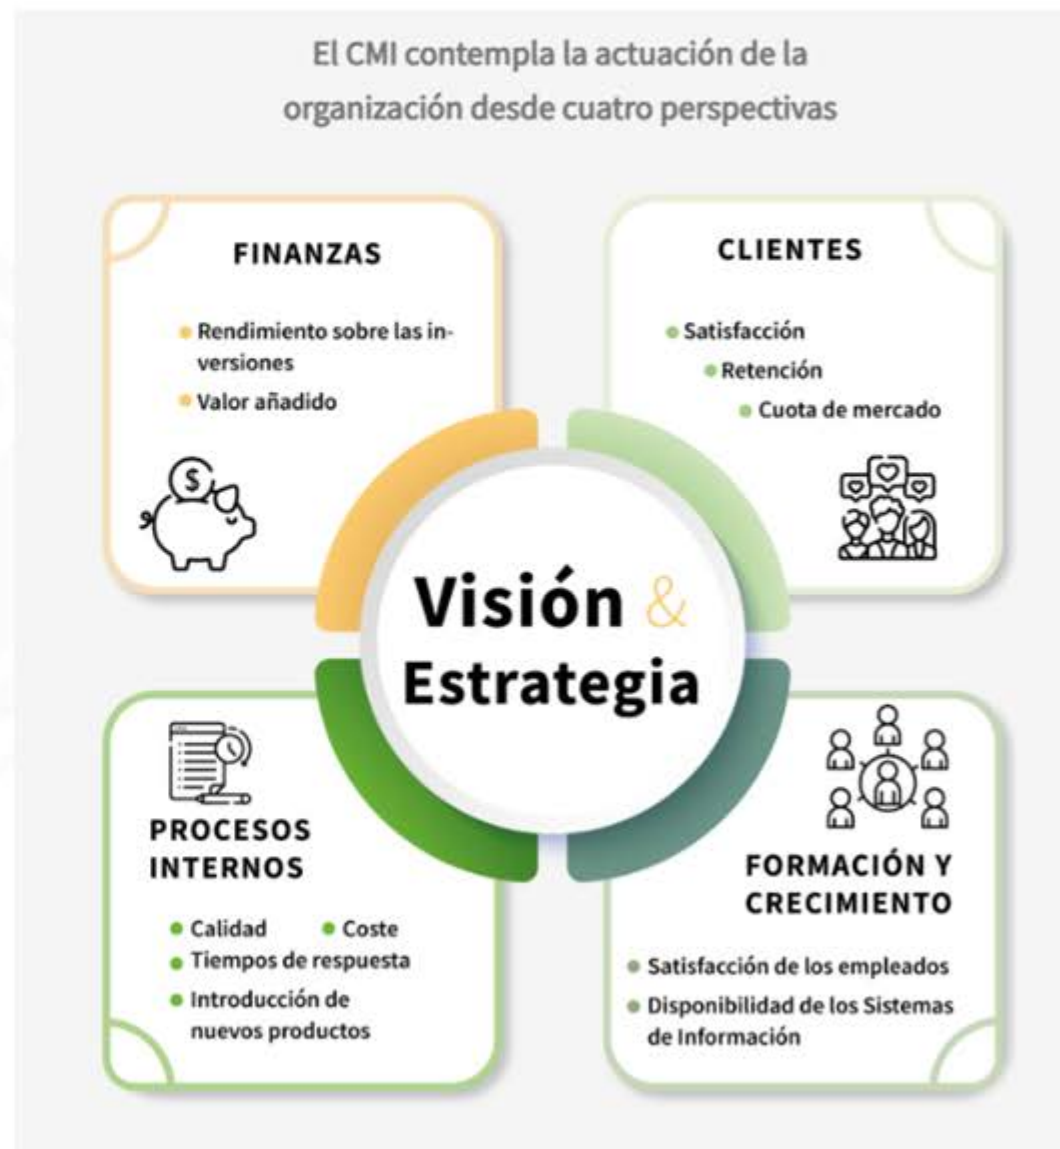 El CMI contempla la actuación de la
organización desde cuatro perspectivas
FINANZAS
Rendimiento sobre las in-
versiones
Valor añadido
$
CLIENTES
Satisfacción
Retención
Cuota de mercado
Visión &
Estrategia
PROCESOS
INTERNOS
Calidad
Coste
Tiempos de respuesta
Introducción de
nuevos productos
FORMACIÓN Y
CRECIMIENTO
Satisfacción de los empleados
Disponibilidad de los Sistemas
de Información